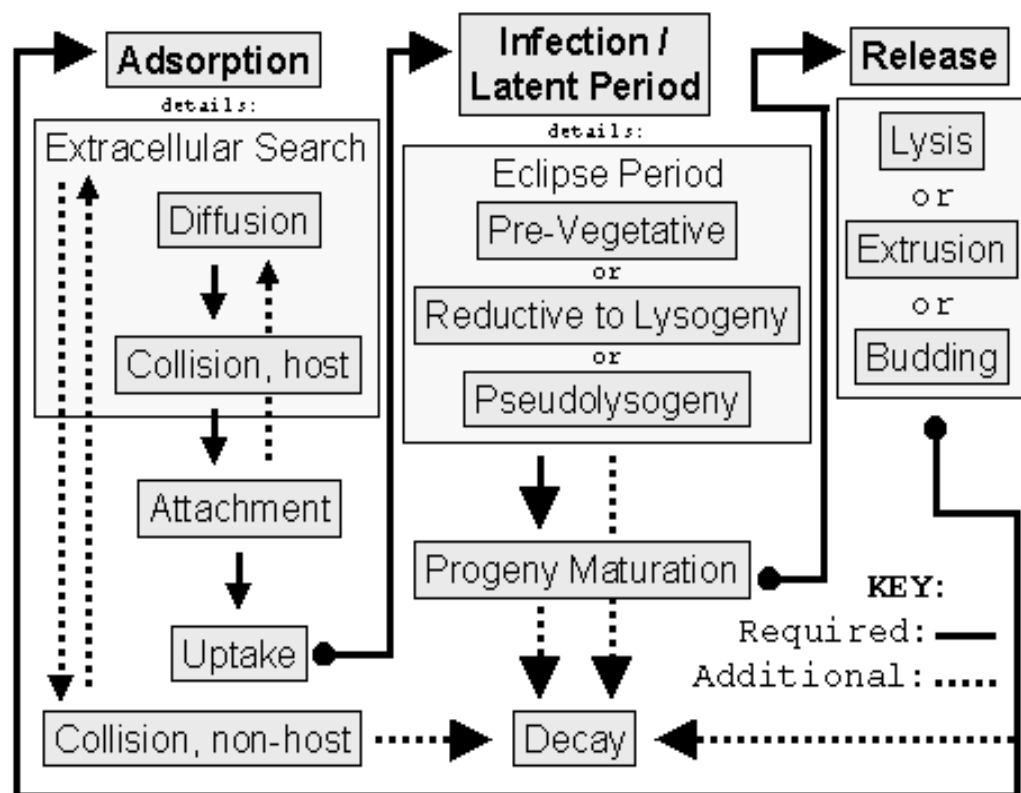 Adsorption
details:
Extracellular Search
Diffusion
Collision, host
Attachment
Uptake
Collision, non-host
Infection /
Latent Period
details:
Eclipse Period
Pre-Vegetative
or
Reductive to Lysogeny
or
Pseudolysogeny
Progeny Maturation
Decay
Release
Lysis
or
Extrusion
or
Budding
KEY:
Required:
Additional: